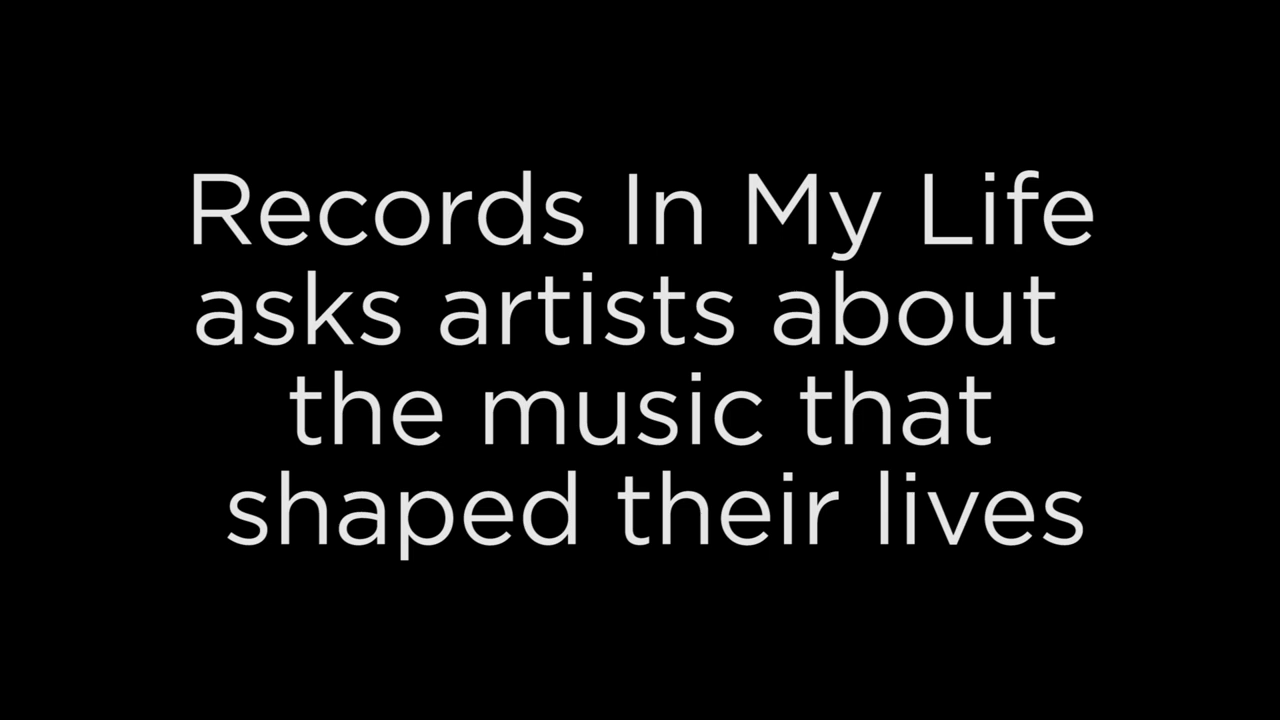 Records In My Life
asks artists about
the music that
shaped their lives